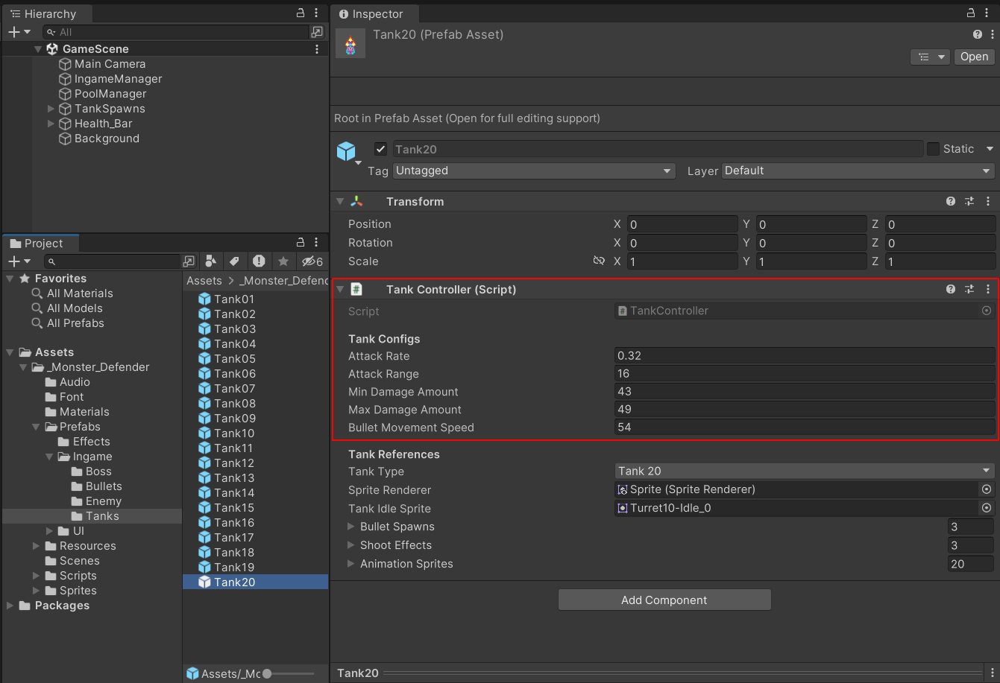 Hierarchy
All
GameScene
Main Camera
IngameManager
PoolManager
TankSpawns
Health_Bar
Background
Project
6
Favorites
All Materials
All Models
All Prefabs
Assets
_Monster_Defender
Audio
Font
Materials
Prefabs
Effects
Ingame
Boss
Bullets
Enemy
Tanks
UI
Resources
Scenes
Scripts
Sprites
Packages
Assets > _Monster_Defend
Tank01
Tank02
Tank03
Tank04
Tank05
Tank06
Tank07
Tank08
Tank09
Tank10
Tank11
Tank12
Tank13
Tank14
Tank15
Tank16
Tank17
Tank18
Tank19
Tank20
Assets/_Mo
Inspector
Tank20 (Prefab Asset)
Open
Root in Prefab Asset (Open for full editing support)
Tank20 Static
Tag Untagged Layer Default
Transform
Position X 0 Y 0 Z 0
Rotation X 0 Y 0 Z 0
Scale X 1 Y 1 Z 1
# Tank Controller (Script)
Script # TankController
Tank Configs
Attack Rate 0.32
Attack Range 16
Min Damage Amount 43
Max Damage Amount 49
Bullet Movement Speed 54
Tank References
Tank Type Tank 20
Sprite Renderer Sprite (Sprite Renderer)
Tank Idle Sprite Turret10-Idle_0
Bullet Spawns 3
Shoot Effects 3
Animation Sprites 20
Add Component
Tank20